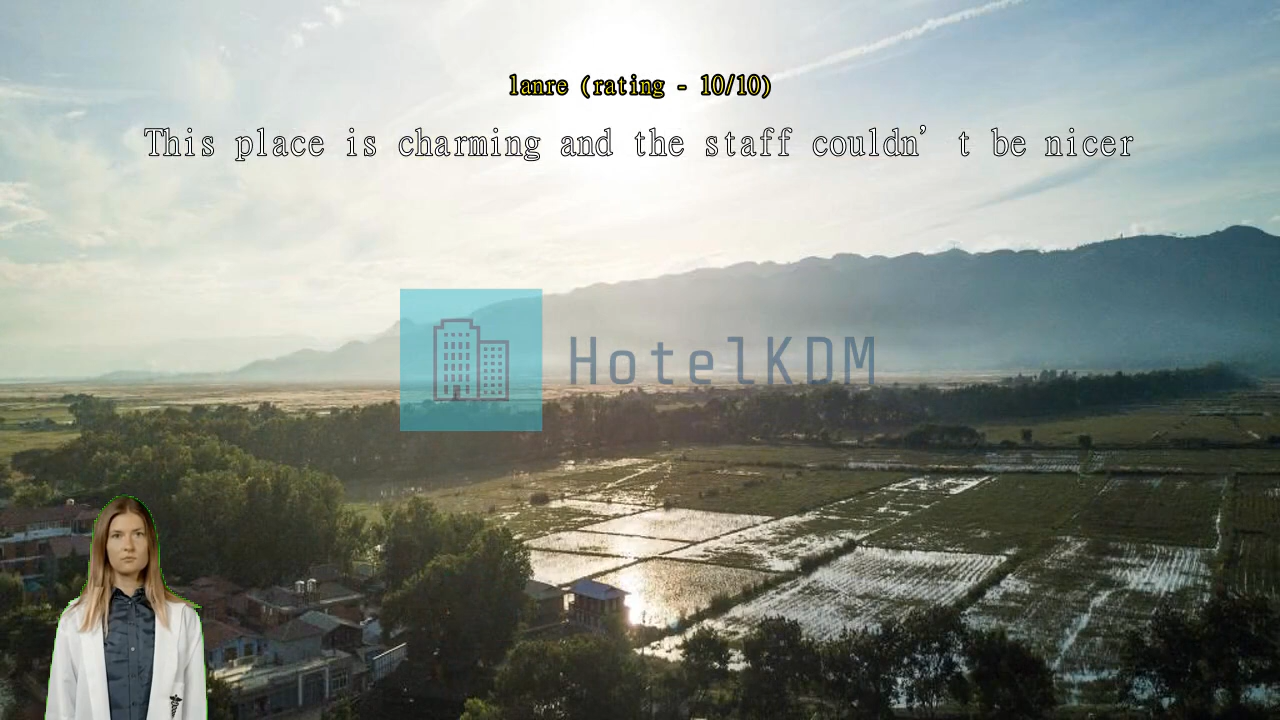 lanre (rating - 10/10)
This place is charming and the staff couldn’t be nicer
HotelKDM